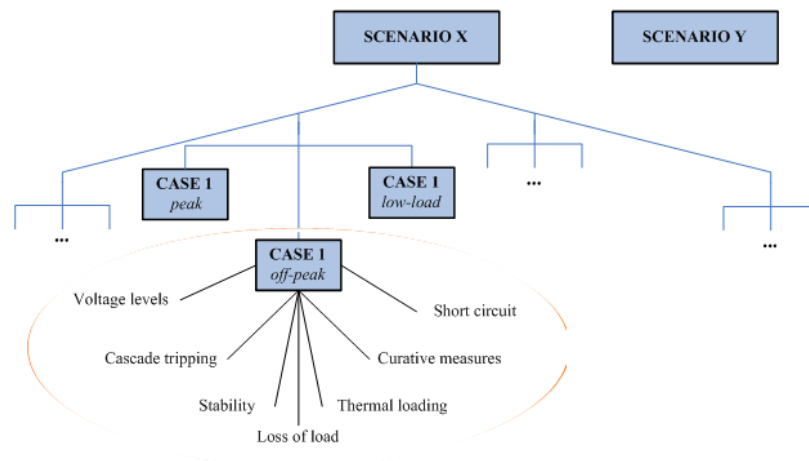 SCENARIO X
SCENARIO Y
CASE 1
peak
CASE 1
low-load
...
...
...
CASE 1
off-peak
Voltage levels
Short circuit
Cascade tripping
Curative measures
Stability
Thermal loading
Loss of load